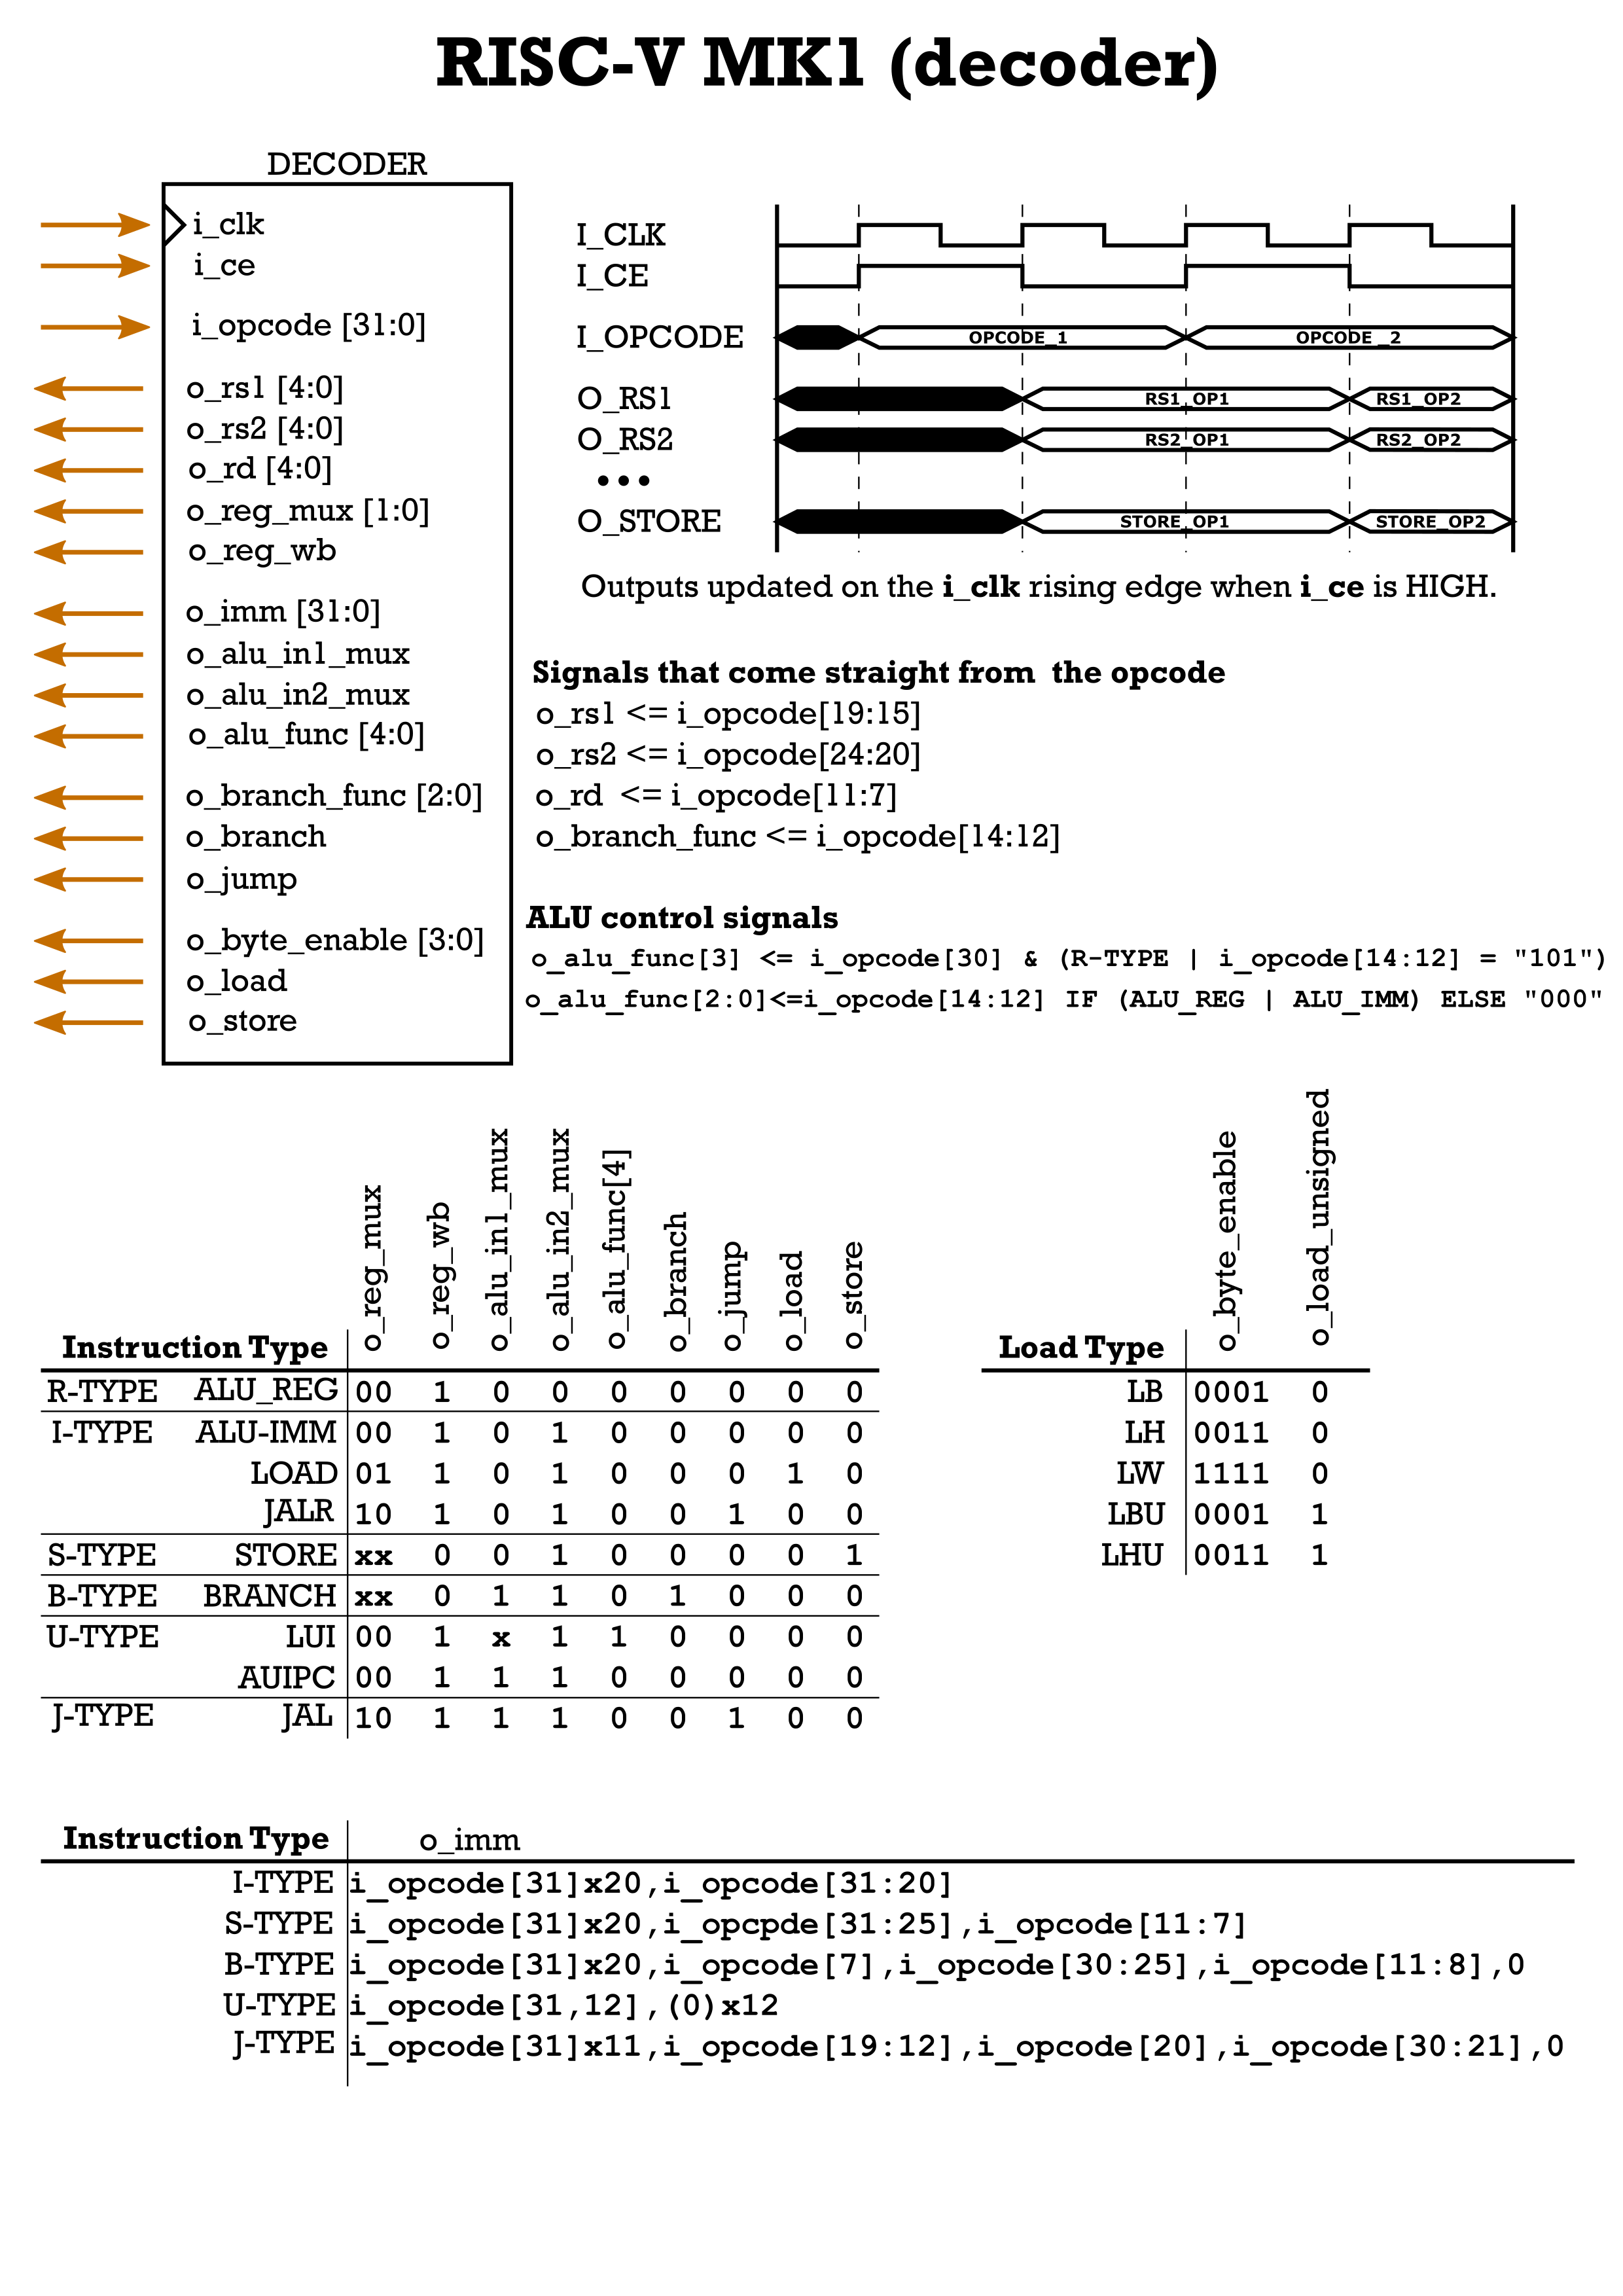 RISC-V MK1 (decoder)
DECODER
i_clk
i_ce
i_opcode [31:0]
o_rs1 [4:0]
o_rs2 [4:0]
o_rd [4:0]
o_reg_mux [1:0]
o_reg_wb
o_imm [31:0]
o_alu_in1_mux
o_alu_in2_mux
o_alu_func [4:0]
o_branch_func [2:0]
o_branch
o_jump
o_byte_enable [3:0]
o_load
o_store
I_CLK
I_CE
I_OPCODE OPCODE_1 OPCODE _2
O_RS1 RS1_OP1 RS1_OP2
O_RS2 RS2_OP1 RS2_OP2
•••
O_STORE STORE_OP1 STORE_OP2
Outputs updated on the i_clk rising edge when i_ce is HIGH.
Signals that come straight from the opcode
o_rs1 <= i_opcode[19:15]
o_rs2 <= i_opcode[24:20]
o_rd <= i_opcode[11:7]
o_branch_func <= i_opcode[14:12]
ALU control signals
o_alu_func[3] <= i_opcode[30] & (R-TYPE | i_opcode[14:12] = "101")
o_alu_func[2:0]<=i_opcode[14:12] IF (ALU_REG | ALU_IMM) ELSE "000"
Instruction Type o_reg_mux o_reg_wb o_alu_in1_mux o_alu_in2_mux o_alu_func[4] o_branch o_jump o_load o_store
R-TYPE ALU_REG 00 1 0 0 0 0 0 0 0
I-TYPE ALU-IMM 00 1 0 1 0 0 0 0 0
LOAD 01 1 0 1 0 0 0 1 0
JALR 10 1 0 1 0 0 1 0 0
S-TYPE STORE xx 0 0 1 0 0 0 0 1
B-TYPE BRANCH xx 0 1 1 0 1 0 0 0
U-TYPE LUI 00 1 x 1 1 0 0 0 0
AUIPC 00 1 1 1 0 0 0 0 0
J-TYPE JAL 10 1 1 1 0 0 1 0 0
Load Type o_byte_enable o_load_unsigned
LB 0001 0
LH 0011 0
LW 1111 0
LBU 0001 1
LHU 0011 1
Instruction Type o_imm
I-TYPE i_opcode[31]x20,i_opcode[31:20]
S-TYPE i_opcode[31]x20,i_opcpde[31:25],i_opcode[11:7]
B-TYPE i_opcode[31]x20,i_opcode[7],i_opcode[30:25],i_opcode[11:8],0
U-TYPE i_opcode[31,12],(0)x12
J-TYPE i_opcode[31]x11,i_opcode[19:12],i_opcode[20],i_opcode[30:21],0